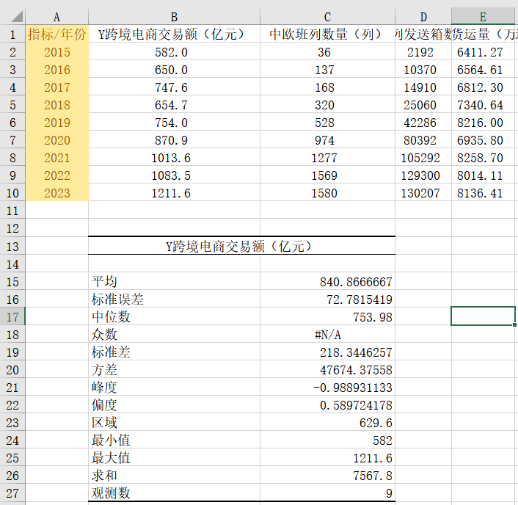 A B C D E
1 指标/年份 Y跨境电商交易额（亿元） 中欧班列数量（列） 列发送箱数 货运量（万
2 2015 582.0 36 2192 6411.27
3 2016 650.0 137 10370 6564.61
4 2017 747.6 168 14910 6812.30
5 2018 654.7 320 25060 7340.64
6 2019 754.0 528 42286 8216.00
7 2020 870.9 974 80392 6935.80
8 2021 1013.6 1277 105292 8258.70
9 2022 1083.5 1569 129300 8014.11
10 2023 1211.6 1580 130207 8136.41
11
12
13 Y跨境电商交易额（亿元）
14
15 平均 840.8666667
16 标准误差 72.7815419
17 中位数 753.98
18 众数 #N/A
19 标准差 218.3446257
20 方差 47674.37558
21 峰度 -0.988931133
22 偏度 0.589724178
23 区域 629.6
24 最小值 582
25 最大值 1211.6
26 求和 7567.8
27 观测数 9